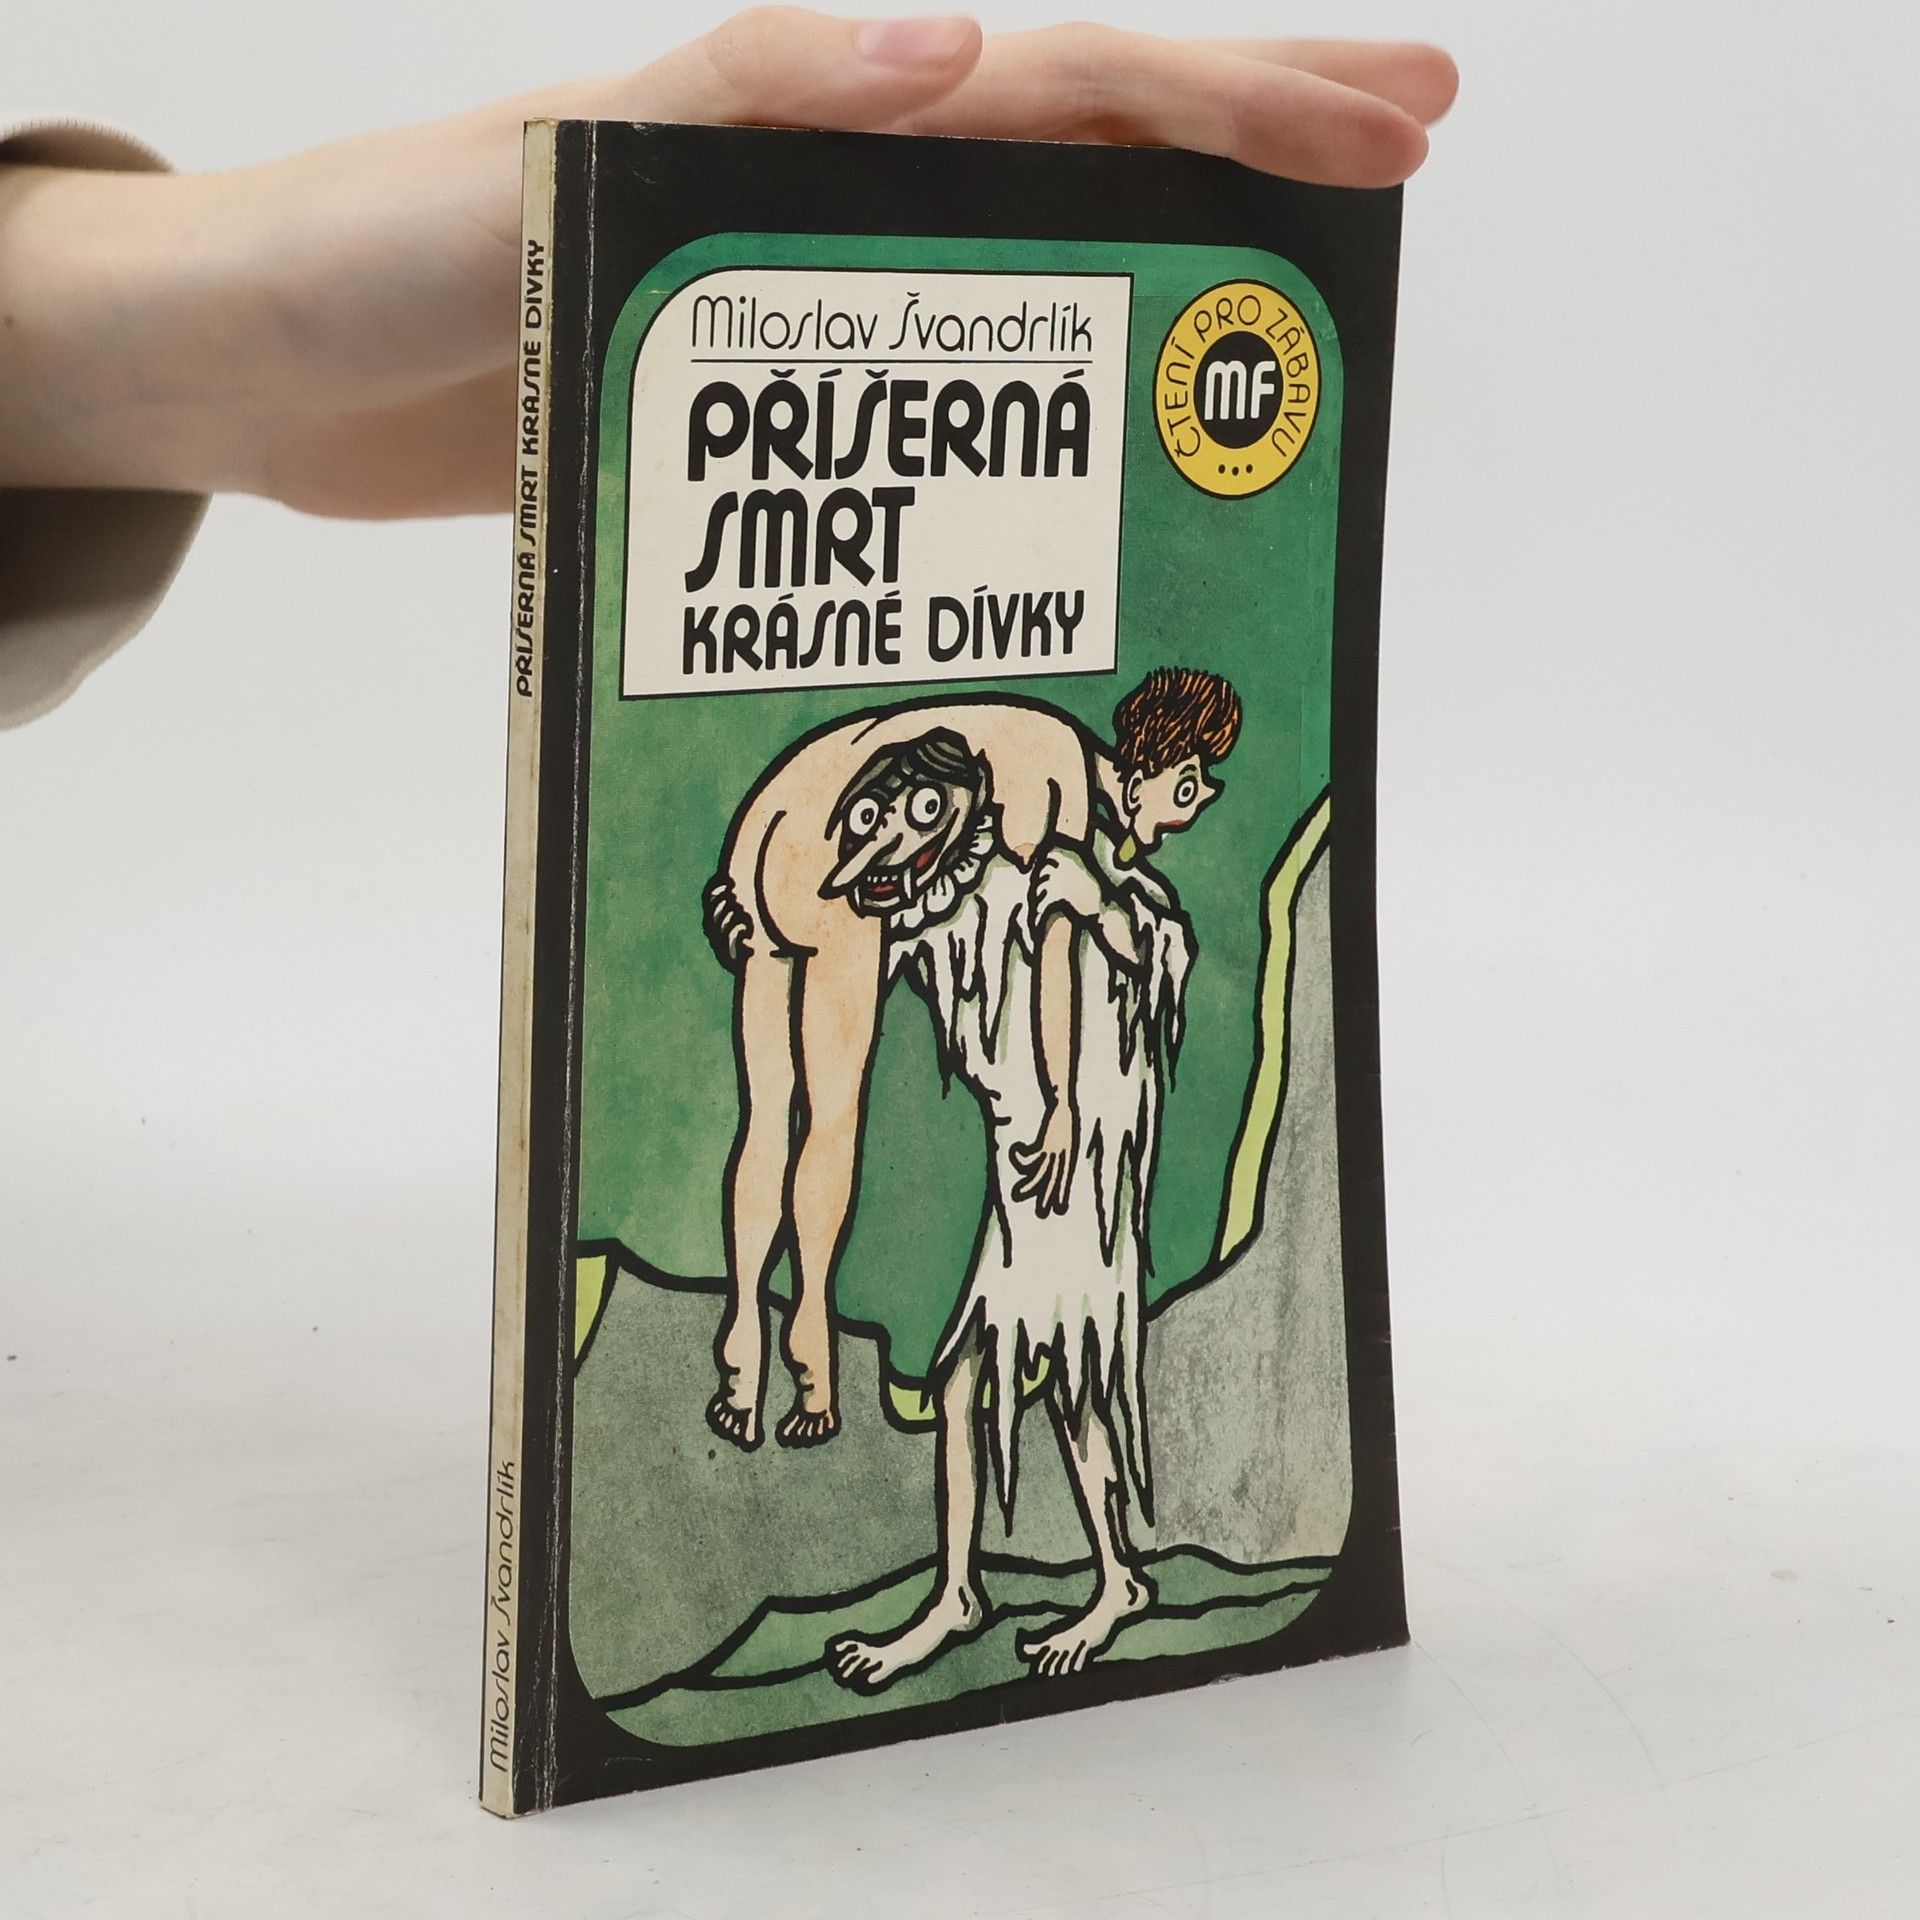 Miloslav Švandrlík
PŘÍŠERNÁ
SMRT
KRÁSNÉ DÍVKY
ČTENÍ PRO ZÁBAVU
MF
...
PŘÍŠERNÁ SMRT KRÁSNÉ DÍVKY
Miloslav Švandrlík